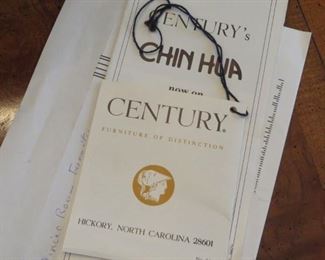 CENTURY's
CHIN HUA
now on
CENTURY®
FURNITURE OF DISTINCTION
HICKORY, NORTH CAROLINA 28601